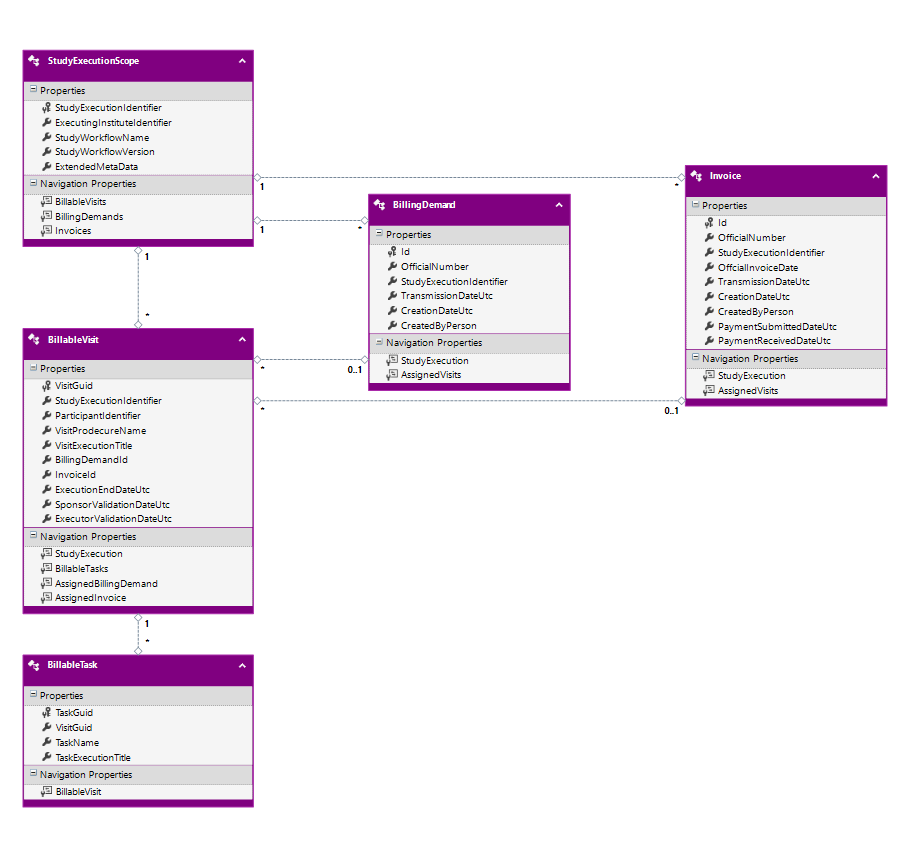 StudyExecutionScope
Properties
StudyExecutionIdentifier
ExecutingInstituteIdentifier
StudyWorkflowName
StudyWorkflowVersion
ExtendedMetaData
Navigation Properties
BillableVisits
BillingDemands
Invoices
1
*
1
*
1
*
BillingDemand
Properties
Id
OfficialNumber
StudyExecutionIdentifier
TransmissionDateUtc
CreationDateUtc
CreatedByPerson
Navigation Properties
StudyExecution
AssignedVisits
Invoice
Properties
Id
OfficialNumber
StudyExecutionIdentifier
OffcialInvoiceDate
TransmissionDateUtc
CreationDateUtc
CreatedByPerson
PaymentSubmittedDateUtc
PaymentReceivedDateUtc
Navigation Properties
StudyExecution
AssignedVisits
BillableVisit
Properties
VisitGuid
StudyExecutionIdentifier
ParticipantIdentifier
VisitProdecureName
VisitExecutionTitle
BillingDemandId
InvoiceId
ExecutionEndDateUtc
SponsorValidationDateUtc
ExecutorValidationDateUtc
Navigation Properties
StudyExecution
BillableTasks
AssignedBillingDemand
AssignedInvoice
*
0..1
*
0..1
1
*
BillableTask
Properties
TaskGuid
VisitGuid
TaskName
TaskExecutionTitle
Navigation Properties
BillableVisit